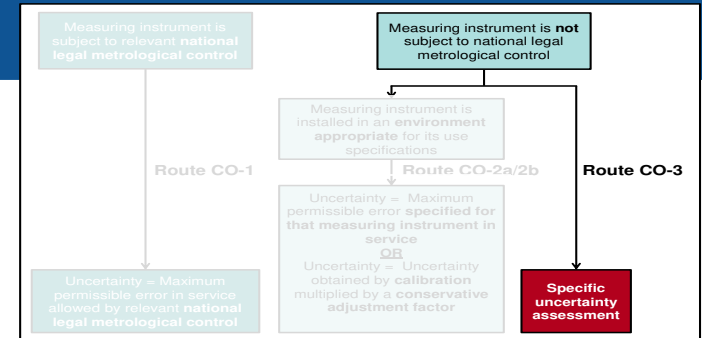 Measuring instrument is
subject to relevant national
legal metrological control
Measuring instrument is not
subject to national legal
metrological control
Measuring instrument is
installed in an environment
appropriate for its use
specifications
Route CO-1
Route CO-2a/2b
Route CO-3
Uncertainty = Maximum
permissible error specified for
that measuring instrument in
service
OR
Uncertainty = Uncertainty
obtained by calibration
multiplied by a conservative
adjustment factor
Uncertainty = Maximum
permissible error in service
allowed by relevant national
legal metrological control
Specific
uncertainty
assessment